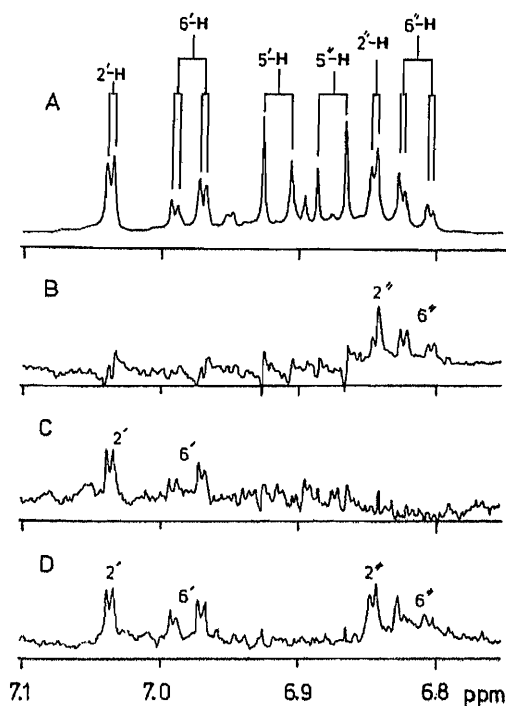 6′-H 2″-H 6″-H
2′-H 5′-H 5″-H
A
B
2″
6″
C
2′
6′
D
2′ 2″
6′ 6″
7.1 7.0 6.9 6.8 ppm